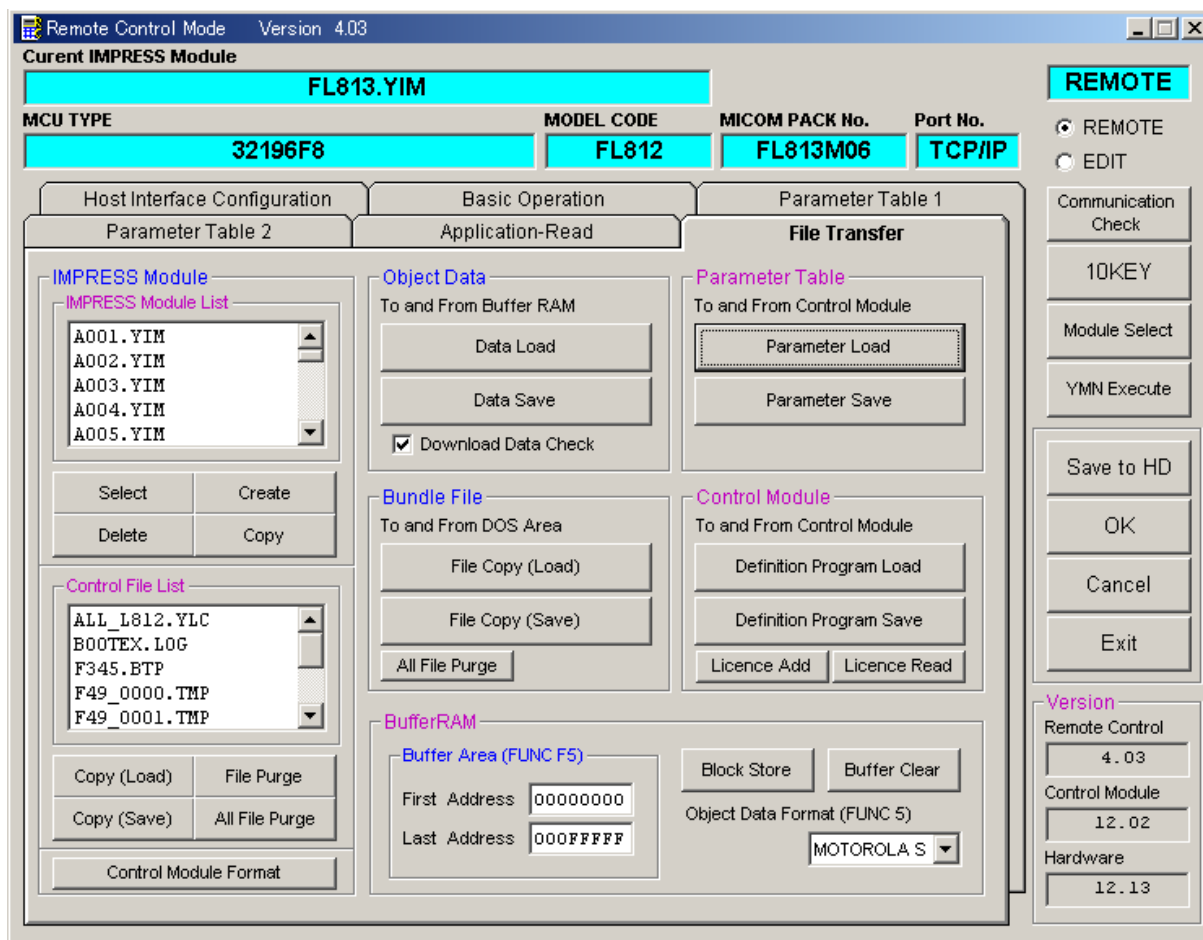 Remote Control Mode Version 4.03
Curent IMPRESS Module
FL813.YIM
REMOTE
MCU TYPE
MODEL CODE
MICOM PACK No.
Port No.
32196F8
FL812
FL813M06
TCP/IP
REMOTE
EDIT
Host Interface Configuration
Basic Operation
Parameter Table 1
Parameter Table 2
Application-Read
File Transfer
IMPRESS Module
IMPRESS Module List
A001.YIM
A002.YIM
A003.YIM
A004.YIM
A005.YIM
Select
Create
Delete
Copy
Control File List
ALL_L812.YLC
BOOTEX.LOG
F345.BTP
F49_0000.TMP
F49_0001.TMP
Copy (Load)
File Purge
Copy (Save)
All File Purge
Control Module Format
Object Data
To and From Buffer RAM
Data Load
Data Save
Download Data Check
Bundle File
To and From DOS Area
File Copy (Load)
File Copy (Save)
All File Purge
Parameter Table
To and From Control Module
Parameter Load
Parameter Save
Control Module
To and From Control Module
Definition Program Load
Definition Program Save
Licence Add
Licence Read
BufferRAM
Buffer Area (FUNC F5)
First Address
00000000
Last Address
000FFFFF
Block Store
Buffer Clear
Object Data Format (FUNC 5)
MOTOROLA S
Communication
Check
10KEY
Module Select
YMN Execute
Save to HD
OK
Cancel
Exit
Version
Remote Control
4.03
Control Module
12.02
Hardware
12.13